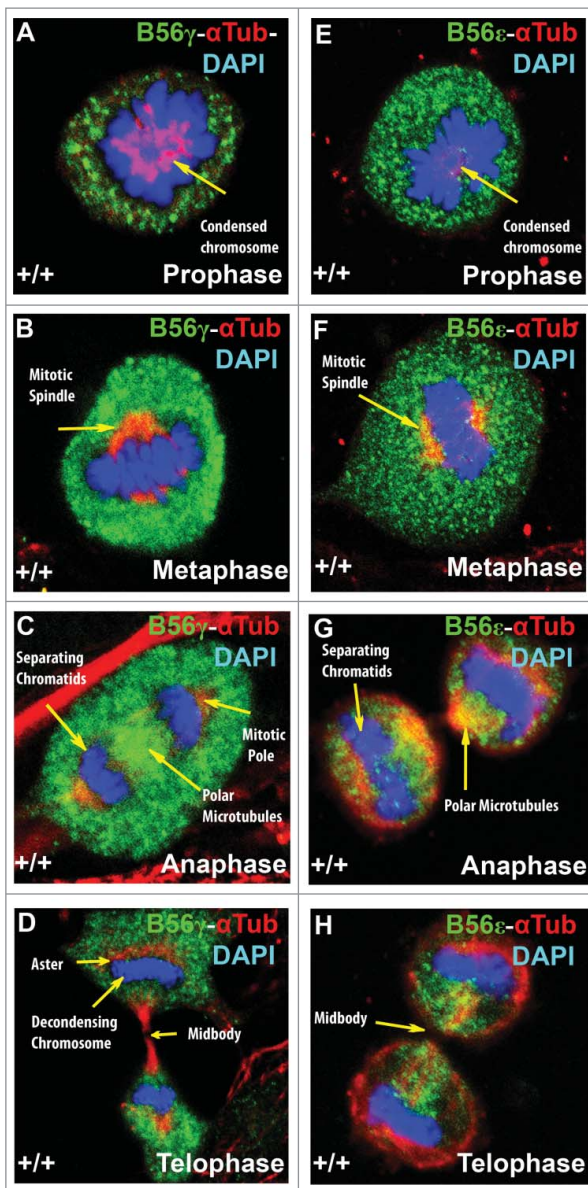 A
B56γ-αTub-
DAPI
Condensed
chromosome
+/+
Prophase
E
B56ε-αTub
DAPI
Condensed
chromosome
+/+
Prophase
B
B56γ-αTub
DAPI
Mitotic
Spindle
+/+
Metaphase
F
B56ε-αTub
DAPI
Mitotic
Spindle
+/+
Metaphase
C
B56γ-αTub
DAPI
Separating
Chromatids
Mitotic
Pole
Polar
Microtubules
+/+
Anaphase
G
B56ε-αTub
DAPI
Separating
Chromatids
Polar Microtubules
+/+
Anaphase
D
B56γ-αTub
DAPI
Aster
Decondensing
Chromosome
Midbody
+/+
Telophase
H
B56ε-αTub
DAPI
Midbody
+/+
Telophase